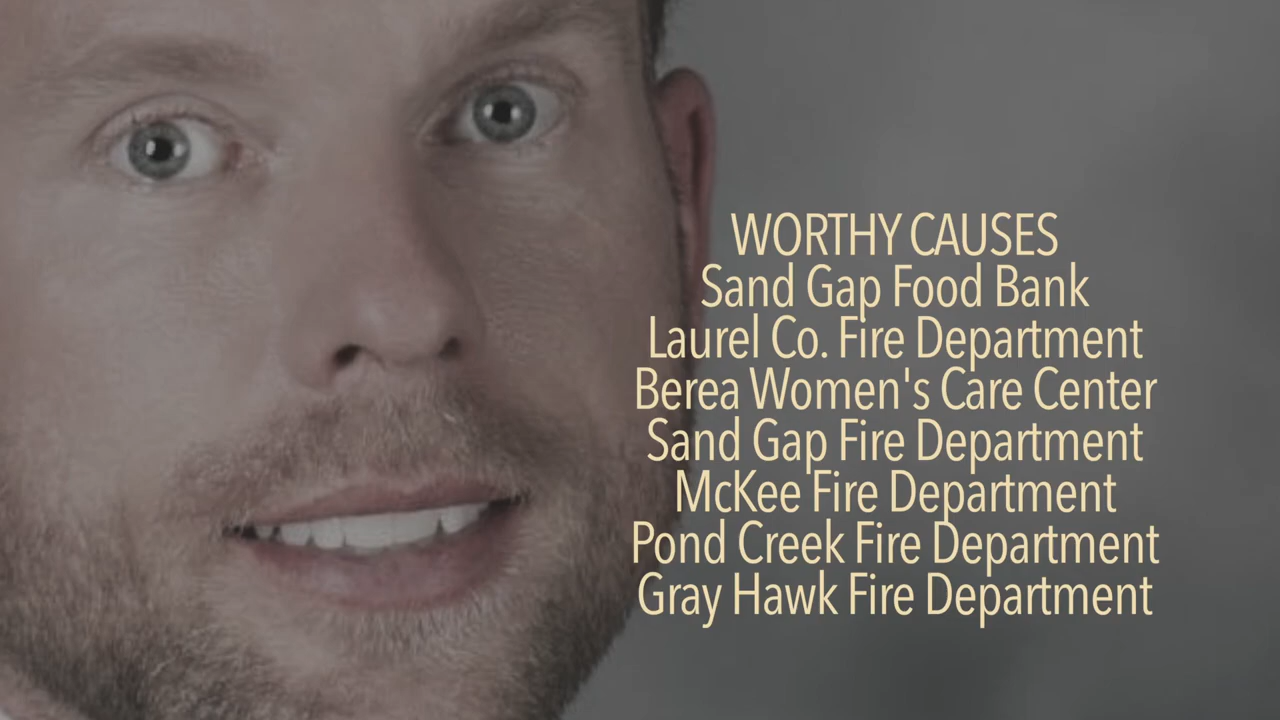 WORTHY CAUSES
Sand Gap Food Bank
Laurel Co. Fire Department
Berea Women's Care Center
Sand Gap Fire Department
McKee Fire Department
Pond Creek Fire Department
Gray Hawk Fire Department